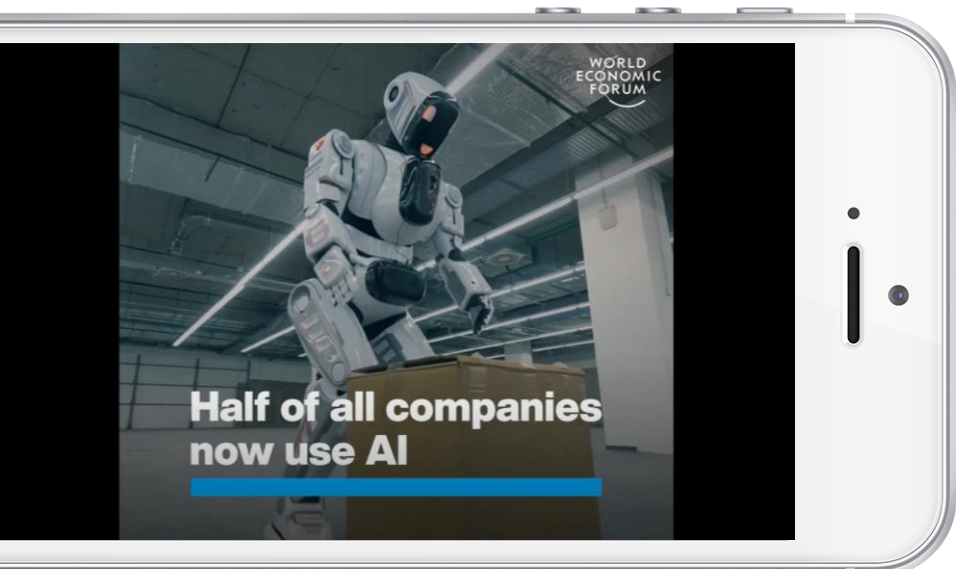 WORLD
ECONOMIC
FORUM
Half of all companies
now use AI